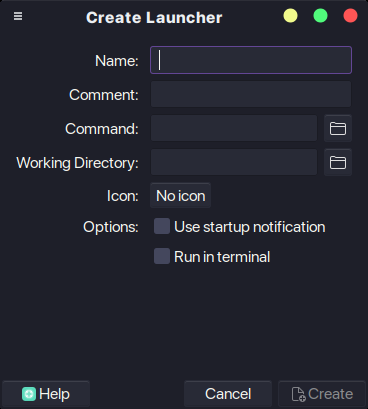 Create Launcher
Name:
Comment:
Command:
Working Directory:
Icon: No icon
Options: Use startup notification
Run in terminal
Help Cancel Create